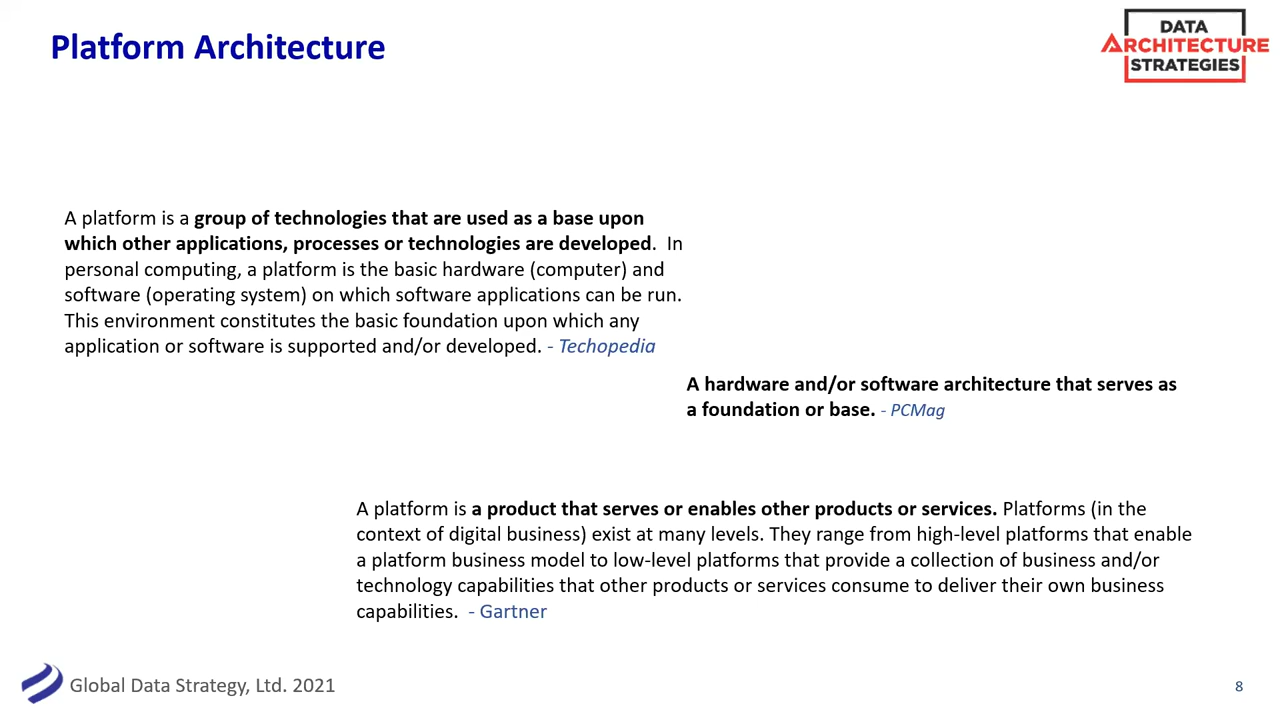 Platform Architecture
DATA
ARCHITECTURE
STRATEGIES
A platform is a group of technologies that are used as a base upon
which other applications, processes or technologies are developed.  In
personal computing, a platform is the basic hardware (computer) and
software (operating system) on which software applications can be run.
This environment constitutes the basic foundation upon which any
application or software is supported and/or developed. - Techopedia
A hardware and/or software architecture that serves as
a foundation or base. - PCMag
A platform is a product that serves or enables other products or services. Platforms (in the
context of digital business) exist at many levels. They range from high-level platforms that enable
a platform business model to low-level platforms that provide a collection of business and/or
technology capabilities that other products or services consume to deliver their own business
capabilities.  - Gartner
Global Data Strategy, Ltd. 2021
8